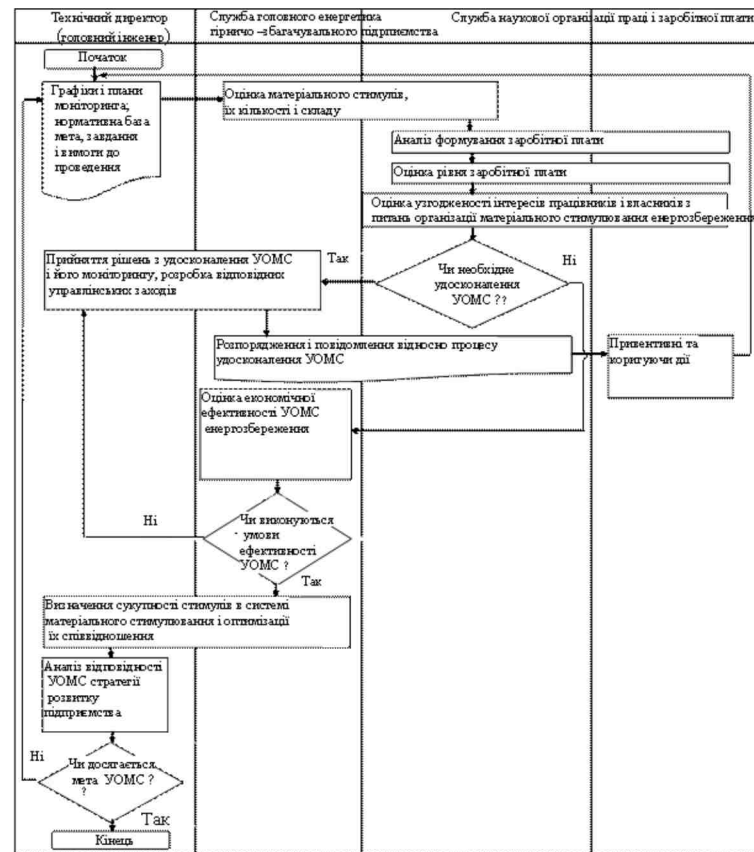 Технічний директор
(головний інженер)
Служба головного енергетика
гірничо –збагачувального підрприємства
Служба наукової організації праці і заробітної плати
Початок
Графіки і плани
моніторинга;
нормативна база
мета, завдання
і вимоги до
проведення
Оцінка матеріального стимулів,
їх кількості і складу
Аналіз формування заробітної плати
Оцінка рівня заробітної плати
Оцінка узгодженості інтересів працівників і власників з
питань організації матеріального стимулювання енергозбереження
Прийняття рішень з удосконалення УОМС
і його моніторингу, розробка відповідних
управлінських заходів
Так
Чи необхідне
удосконалення
УОМС ??
Ні
Розпорядження і повідомлення відносно процесу
удосконалення УОМС
Привентивні та
коригуючи дії
Оцінка економічної
ефективності УОМС
енергозбереження
Ні
Чи виконуються
умови
ефективності
УОМС ?
Так
Визначення сукупності стимулів в системі
матеріального стимулювання і оптимізації
їх співвідношення
Аналіз відповідності
УОМС стратегії
розвитку
підприємства
Ні
Чи досягається
мета УОМС ?
?
Так
Кінець